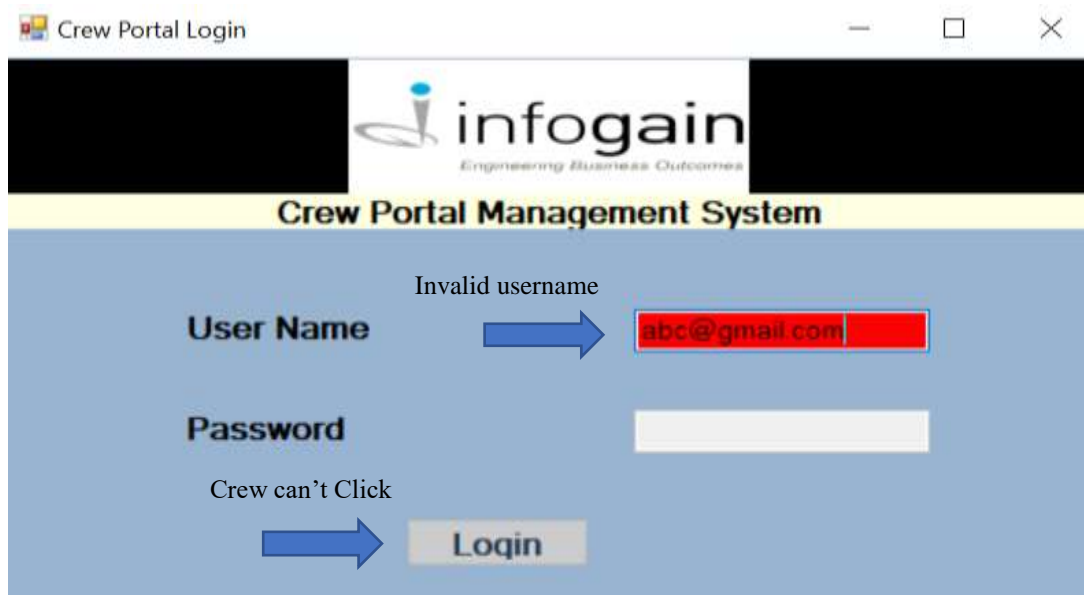 Crew Portal Login
infogain
Engineering Business Outcomes
Crew Portal Management System
Invalid username
User Name
abc@gmail.com
Password
Crew can't Click
Login